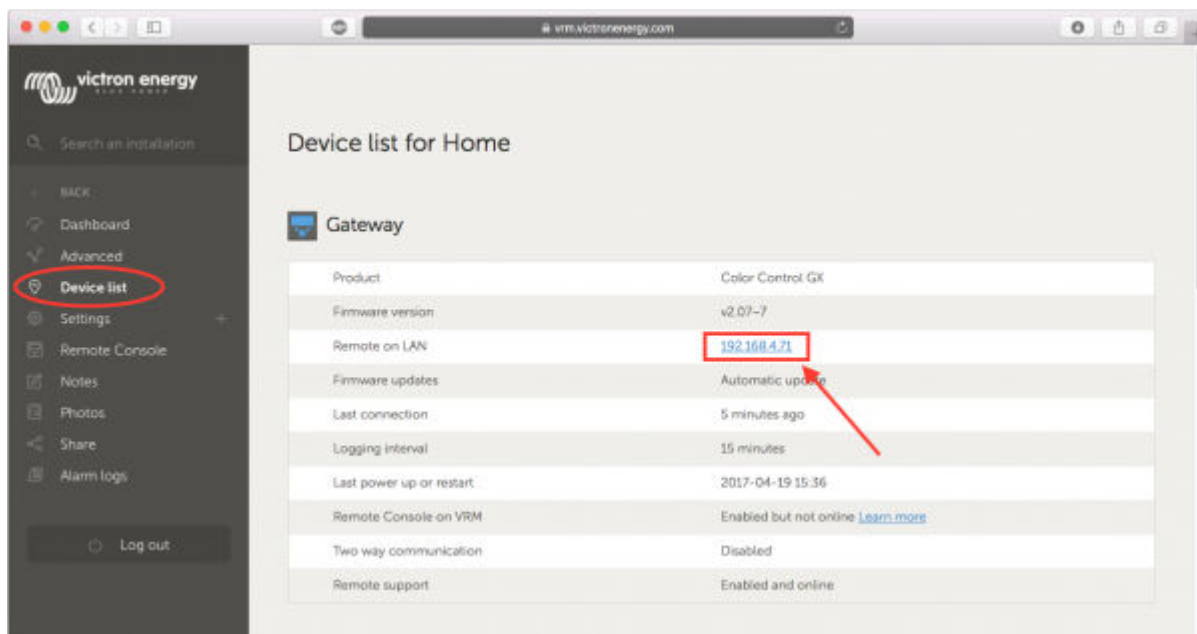 vrm.victronenergy.com
victron energy
BLUE POWER
Search an installation
BACK
Dashboard
Advanced
Device list
Settings
Remote Console
Notes
Photos
Share
Alarm logs
Log out
Device list for Home
Gateway
Product Color Control GX
Firmware version v2.07~7
Remote on LAN 192.168.4.71
Firmware updates Automatic update
Last connection 5 minutes ago
Logging interval 15 minutes
Last power up or restart 2017-04-19 15:36
Remote Console on VRM Enabled but not online Learn more
Two way communication Disabled
Remote support Enabled and online